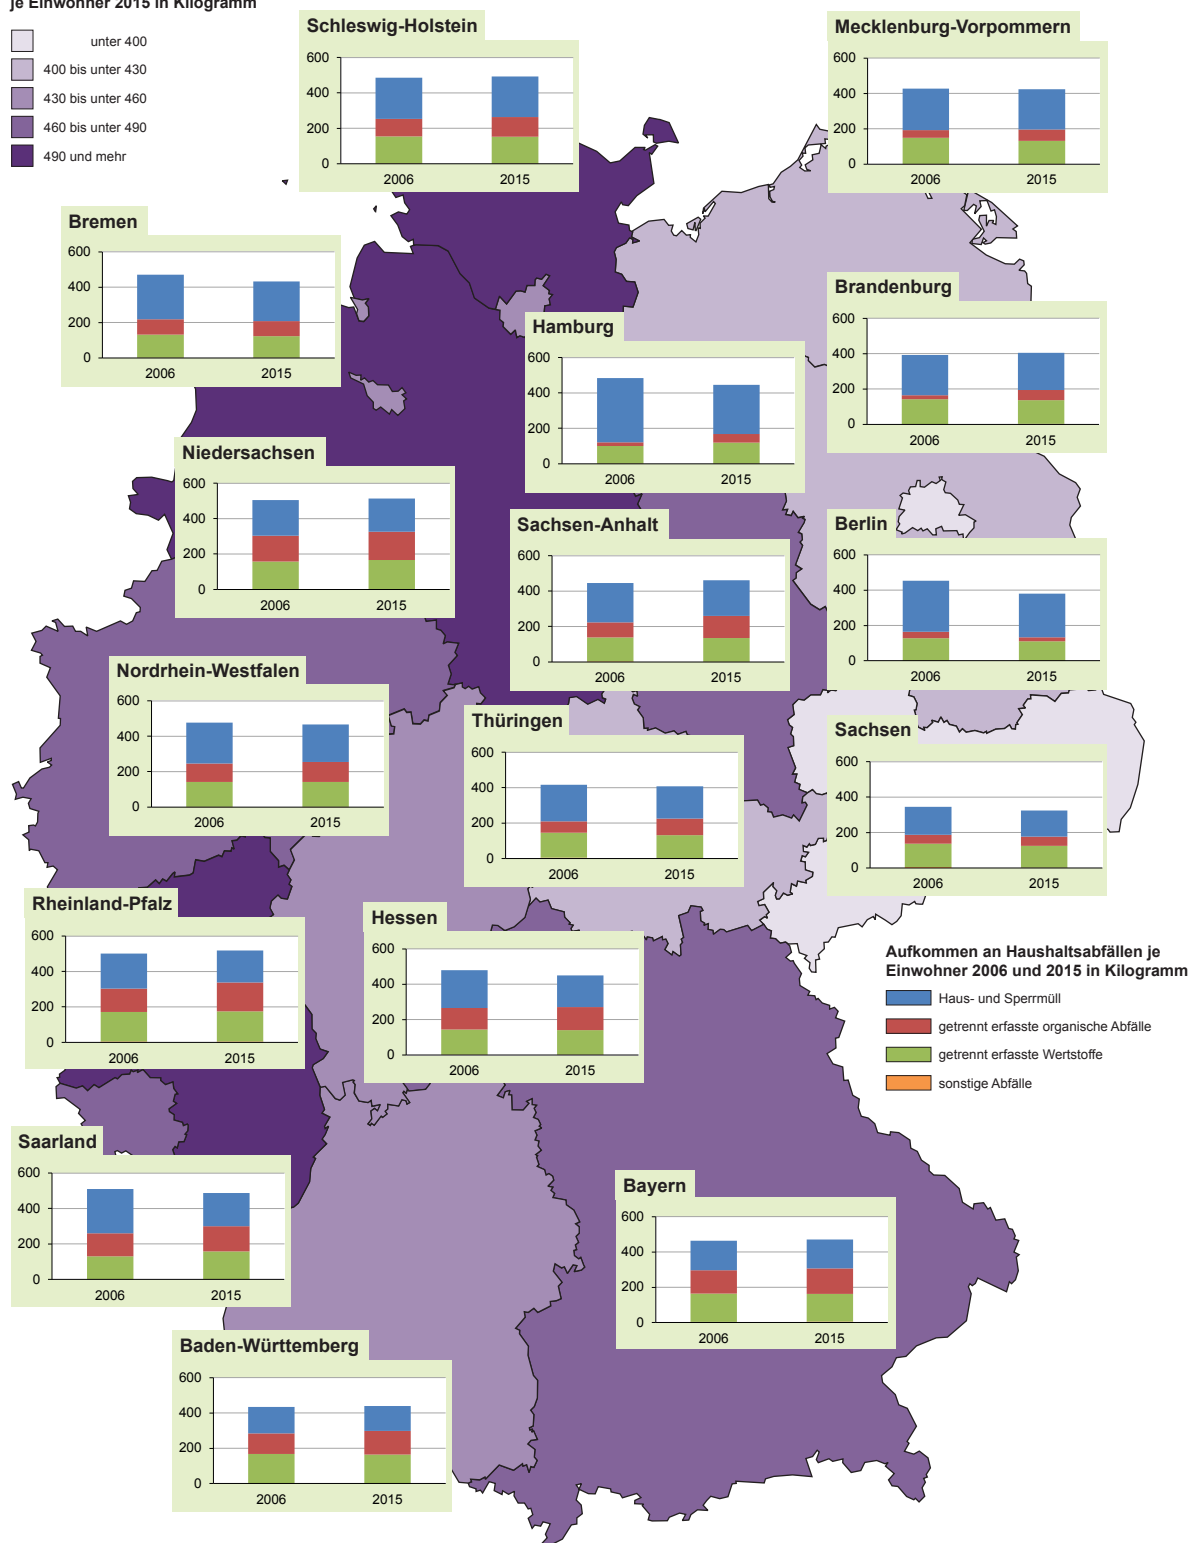 je Einwohner 2015 in Kilogramm
unter 400
400 bis unter 430
430 bis unter 460
460 bis unter 490
490 und mehr
Schleswig-Holstein
600
400
200
0
2006 2015
Mecklenburg-Vorpommern
600
400
200
0
2006 2015
Bremen
600
400
200
0
2006 2015
Brandenburg
600
400
200
0
2006 2015
Hamburg
600
400
200
0
2006 2015
Niedersachsen
600
400
200
0
2006 2015
Sachsen-Anhalt
600
400
200
0
2006 2015
Berlin
600
400
200
0
2006 2015
Nordrhein-Westfalen
600
400
200
0
2006 2015
Thüringen
600
400
200
0
2006 2015
Sachsen
600
400
200
0
2006 2015
Rheinland-Pfalz
600
400
200
0
2006 2015
Hessen
600
400
200
0
2006 2015
Aufkommen an Haushaltsabfällen je
Einwohner 2006 und 2015 in Kilogramm
Haus- und Sperrmüll
getrennt erfasste organische Abfälle
getrennt erfasste Wertstoffe
sonstige Abfälle
Saarland
600
400
200
0
2006 2015
Bayern
600
400
200
0
2006 2015
Baden-Württemberg
600
400
200
0
2006 2015